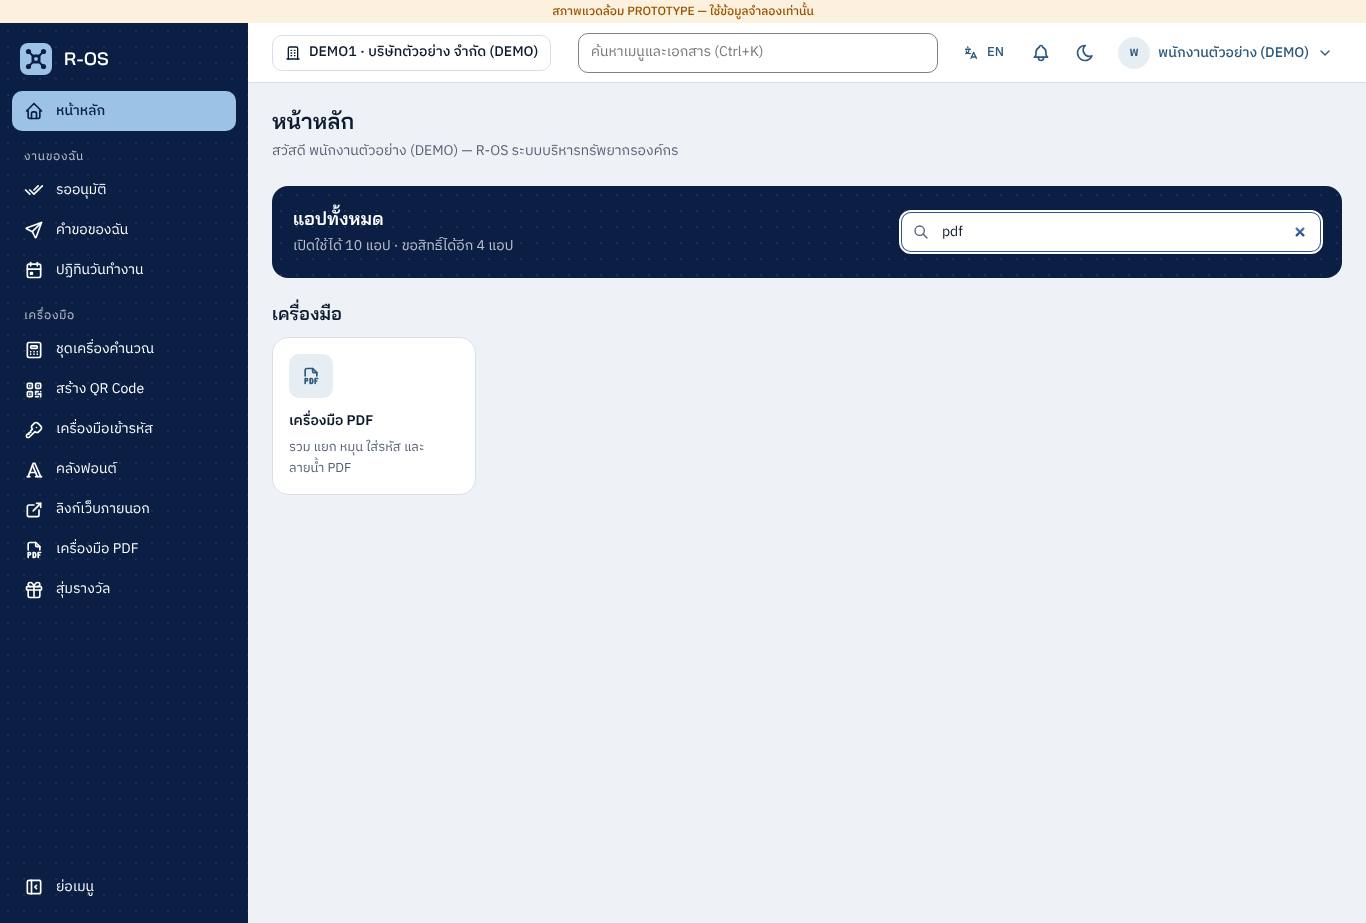 สภาพแวดล้อม PROTOTYPE — ใช้ข้อมูลจำลองเท่านั้น
R-OS
หน้าหลัก
งานของฉัน
รออนุมัติ
คำขอของฉัน
ปฏิทินวันทำงาน
เครื่องมือ
ชุดเครื่องคำนวณ
สร้าง QR Code
เครื่องมือเข้ารหัส
คลังฟอนต์
ลิงก์เว็บภายนอก
เครื่องมือ PDF
สุ่มรางวัล
ย่อเมนู
DEMO1 · บริษัทตัวอย่าง จำกัด (DEMO)
ค้นหาเมนูและเอกสาร (Ctrl+K)
EN
พ
พนักงานตัวอย่าง (DEMO)
หน้าหลัก
สวัสดี พนักงานตัวอย่าง (DEMO) — R-OS ระบบบริหารทรัพยากรองค์กร
แอปทั้งหมด
เปิดใช้ได้ 10 แอป · ขอสิทธิ์ได้อีก 4 แอป
pdf
เครื่องมือ
PDF
เครื่องมือ PDF
รวม แยก หมุน ใส่รหัส และ
ลายน้ำ PDF